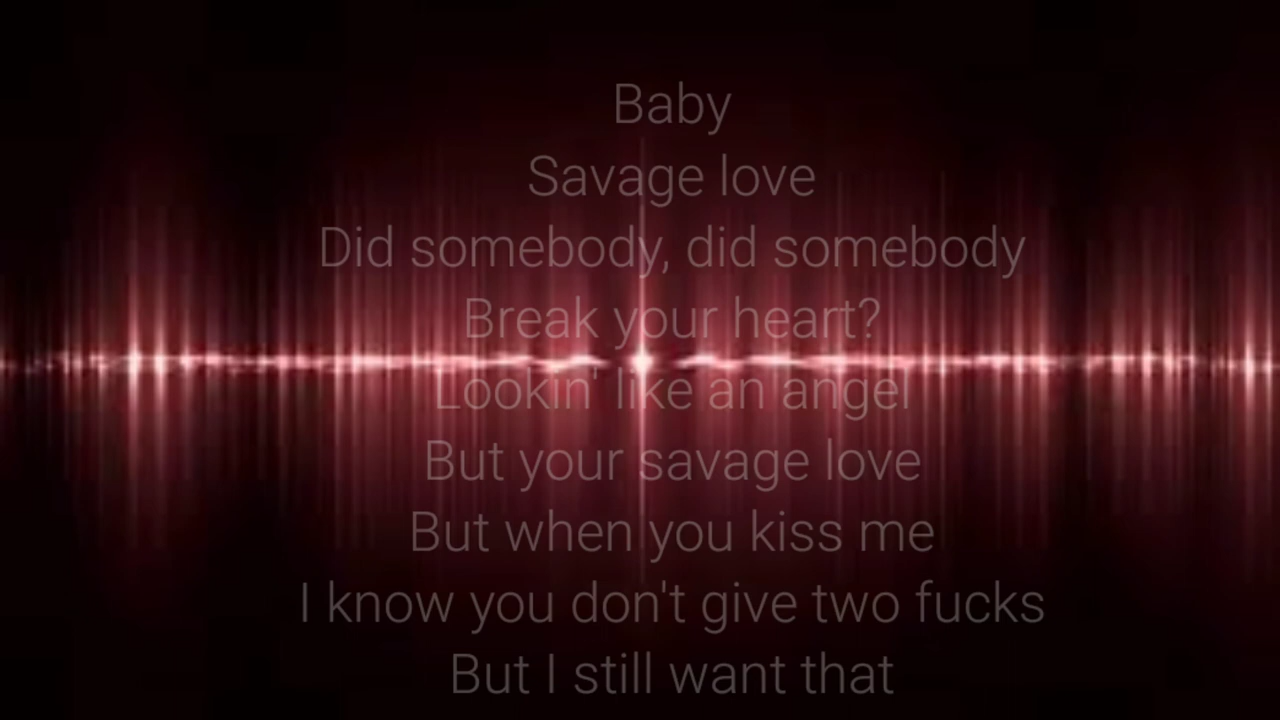 Baby
Savage love
Did somebody, did somebody
Break your heart?
Lookin' like an angel
But your savage love
But when you kiss me
I know you don't give two fucks
But I still want that